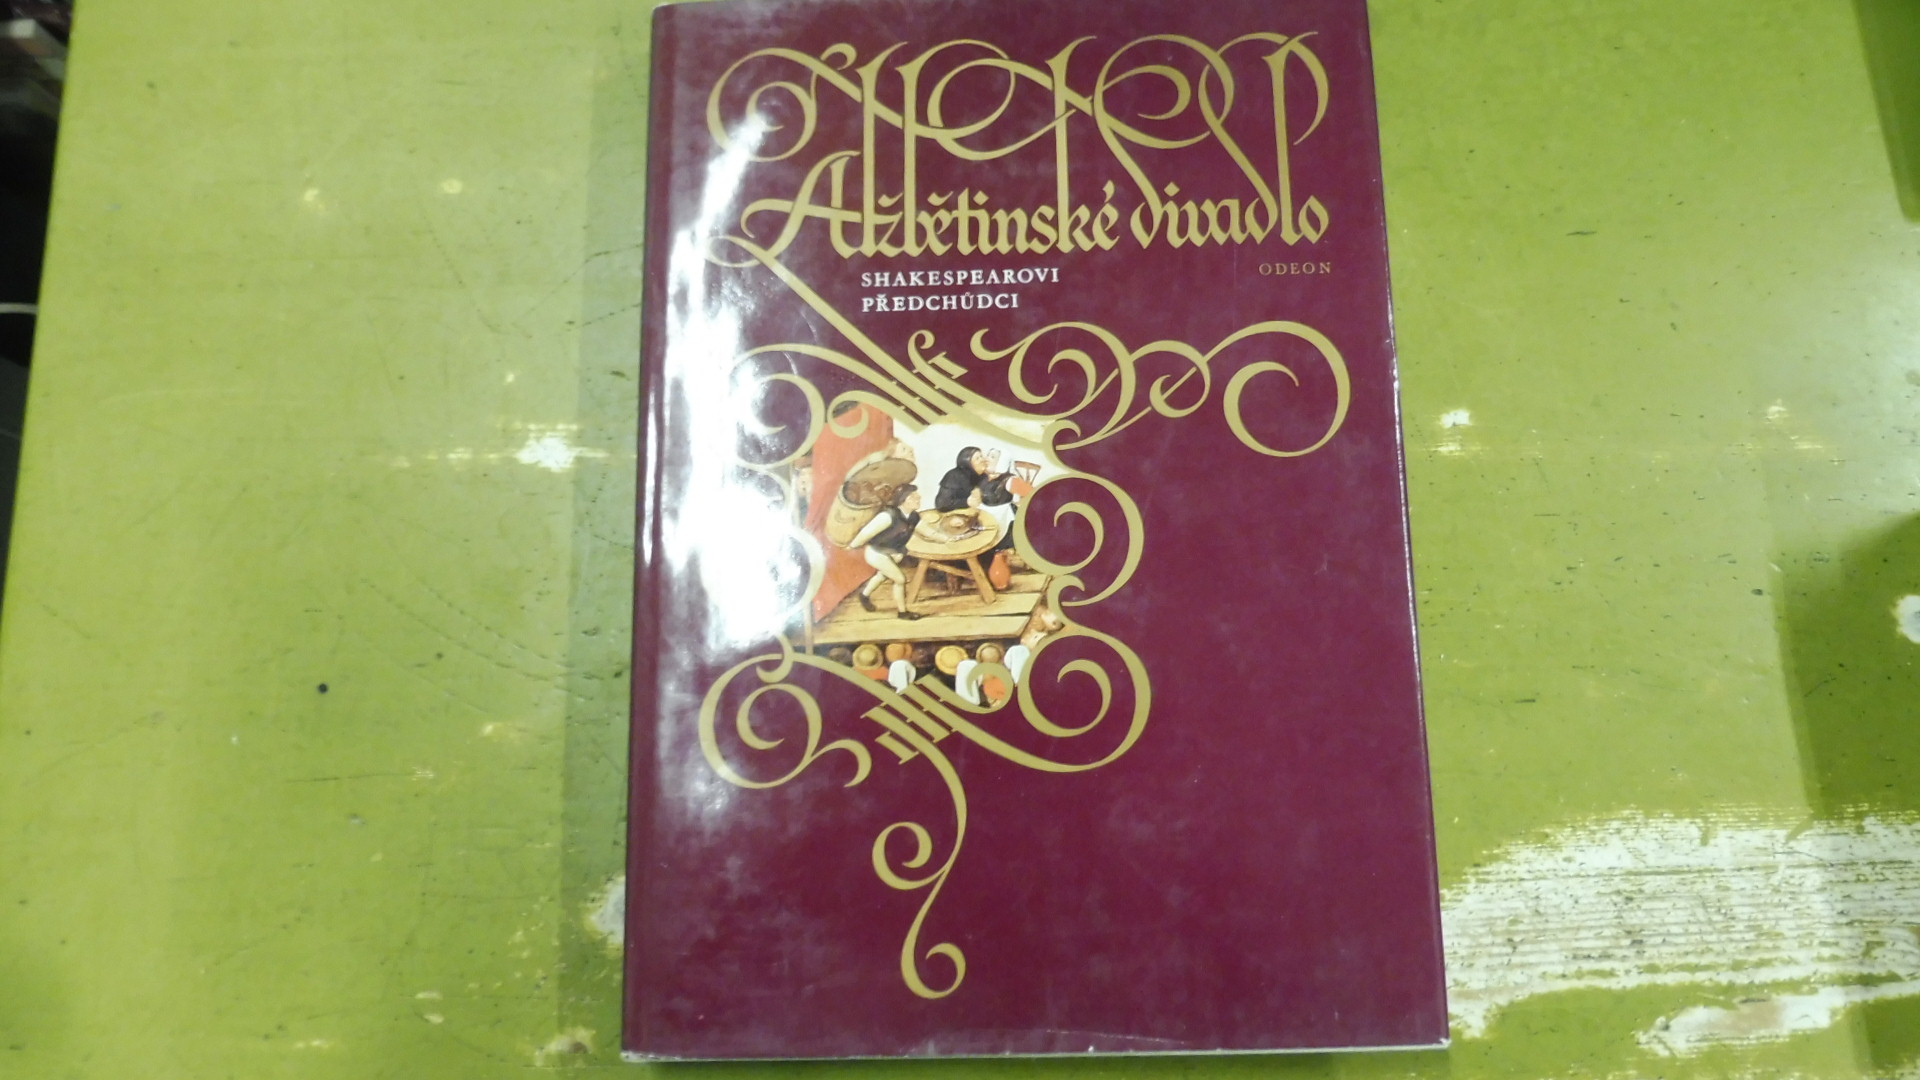 Alžbětinské divadlo
SHAKESPEAROVI
PŘEDCHŮDCI
ODEON